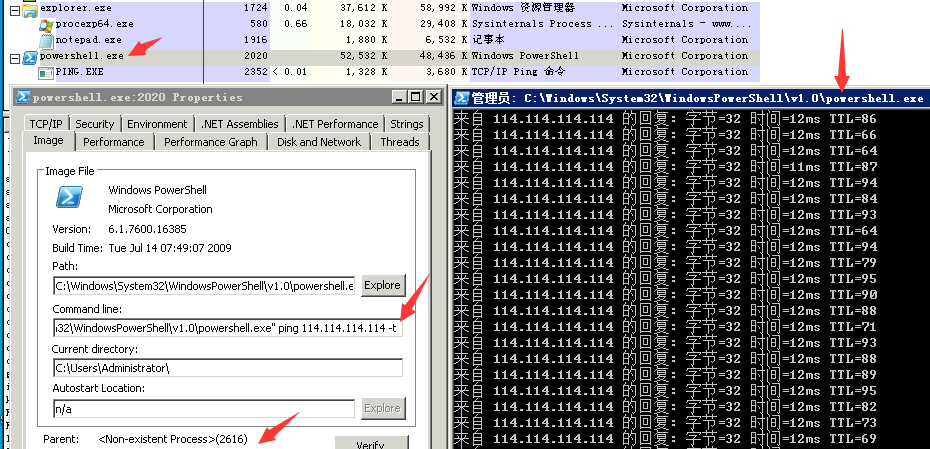 explorer.exe 1724 0.04 37,612 K 58,992 K Windows 资源管理器 Microsoft Corporation
procexp64.exe 580 0.66 18,032 K 29,408 K Sysinternals Process ... Sysinternals - www....
notepad.exe 1916 1,880 K 6,532 K 记事本 Microsoft Corporation
powershell.exe 2020 52,532 K 48,436 K Windows PowerShell Microsoft Corporation
PING.EXE 2352 < 0.01 1,328 K 3,680 K TCP/IP Ping 命令 Microsoft Corporation
powershell.exe:2020 Properties
TCP/IP Security Environment .NET Assemblies .NET Performance Strings
Image Performance Performance Graph Disk and Network Threads
Image File
Windows PowerShell
Microsoft Corporation
Version: 6.1.7600.16385
Build Time: Tue Jul 14 07:49:07 2009
Path:
C:\Windows\System32\WindowsPowerShell\v1.0\powershell.e Explore
Command line:
32\WindowsPowerShell\v1.0\powershell.exe" ping 114.114.114.114 -t
Current directory:
C:\Users\Administrator\
Autostart Location:
n/a Explore
Parent: <Non-existent Process>(2616) Verify
管理员: C:\Windows\System32\WindowsPowerShell\v1.0\powershell.exe
来自 114.114.114.114 的回复: 字节=32 时间=12ms TTL=86
来自 114.114.114.114 的回复: 字节=32 时间=12ms TTL=66
来自 114.114.114.114 的回复: 字节=32 时间=12ms TTL=64
来自 114.114.114.114 的回复: 字节=32 时间=11ms TTL=87
来自 114.114.114.114 的回复: 字节=32 时间=12ms TTL=94
来自 114.114.114.114 的回复: 字节=32 时间=12ms TTL=84
来自 114.114.114.114 的回复: 字节=32 时间=12ms TTL=93
来自 114.114.114.114 的回复: 字节=32 时间=12ms TTL=64
来自 114.114.114.114 的回复: 字节=32 时间=12ms TTL=94
来自 114.114.114.114 的回复: 字节=32 时间=12ms TTL=79
来自 114.114.114.114 的回复: 字节=32 时间=12ms TTL=95
来自 114.114.114.114 的回复: 字节=32 时间=12ms TTL=90
来自 114.114.114.114 的回复: 字节=32 时间=12ms TTL=88
来自 114.114.114.114 的回复: 字节=32 时间=12ms TTL=71
来自 114.114.114.114 的回复: 字节=32 时间=12ms TTL=93
来自 114.114.114.114 的回复: 字节=32 时间=12ms TTL=88
来自 114.114.114.114 的回复: 字节=32 时间=12ms TTL=89
来自 114.114.114.114 的回复: 字节=32 时间=12ms TTL=95
来自 114.114.114.114 的回复: 字节=32 时间=12ms TTL=82
来自 114.114.114.114 的回复: 字节=32 时间=12ms TTL=73
来自 114.114.114.114 的回复: 字节=32 时间=12ms TTL=69